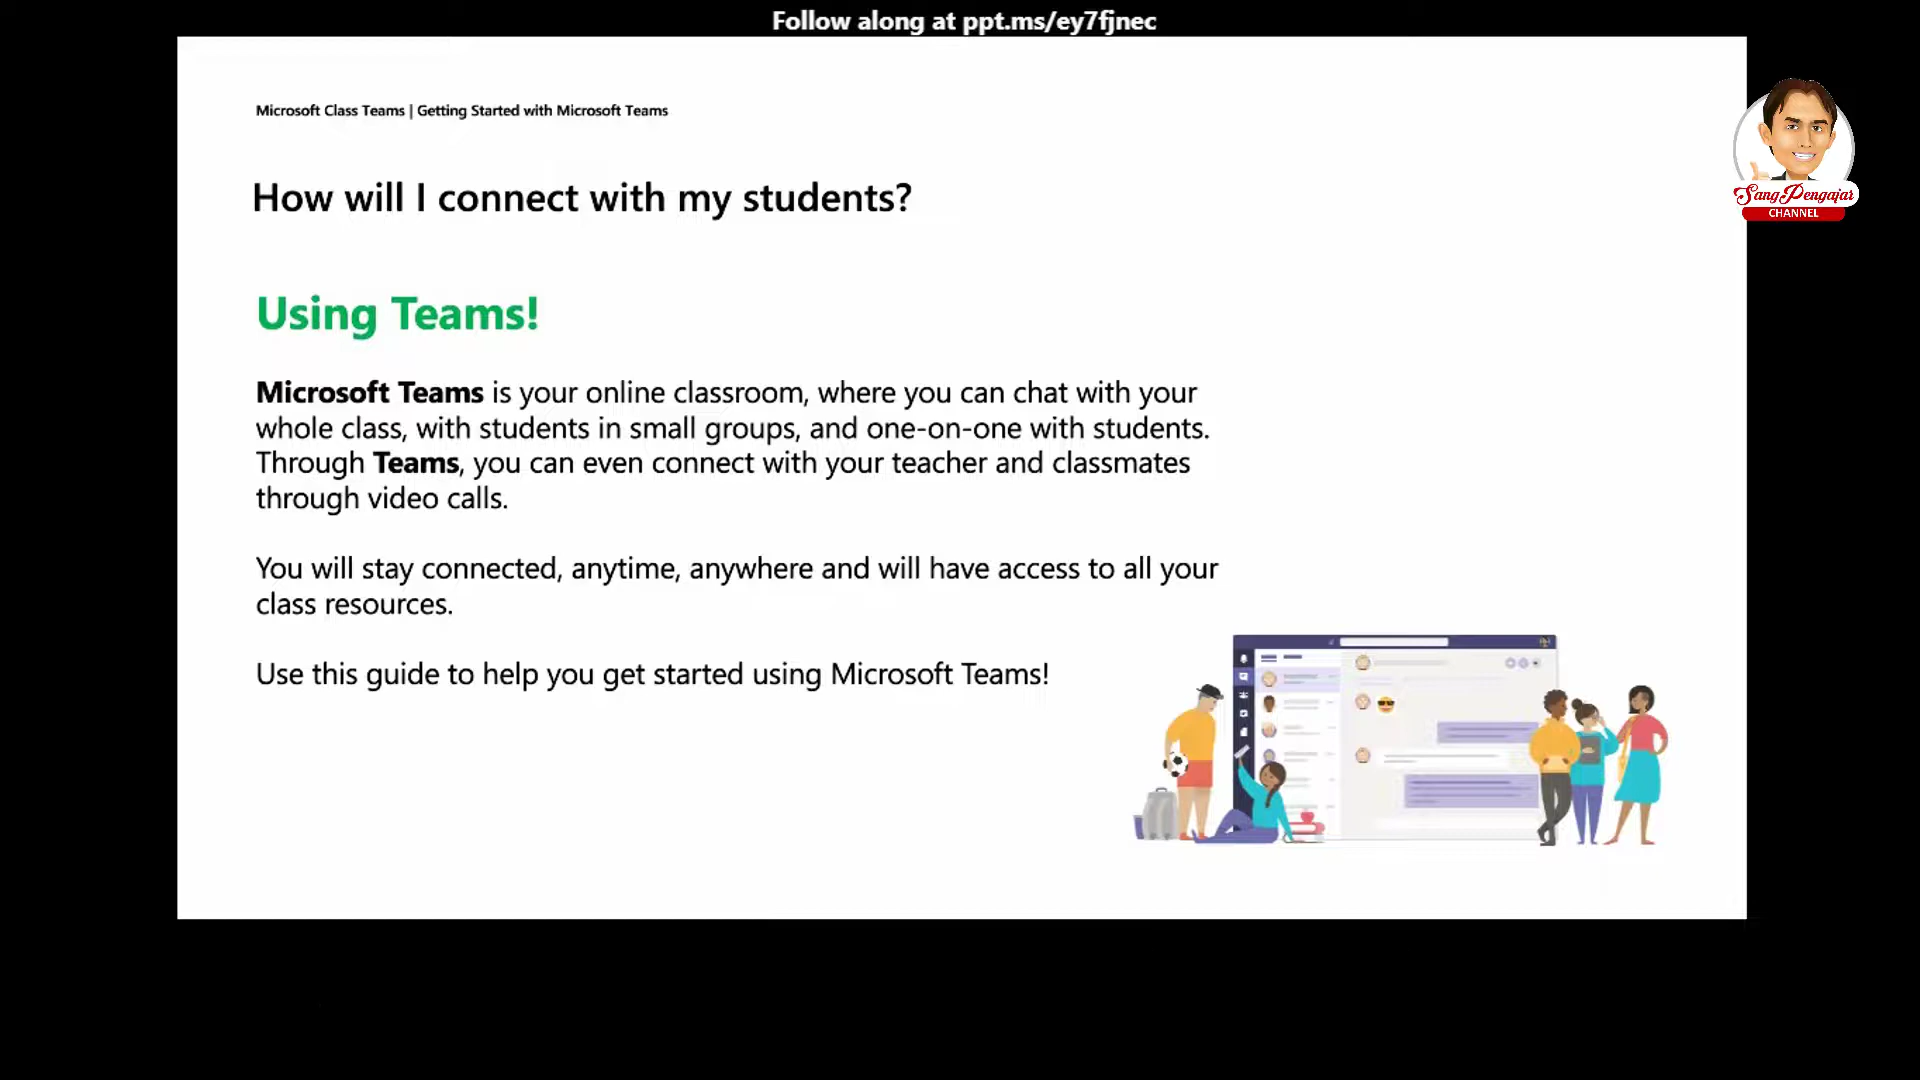 Follow along at ppt.ms/ey7fjnec
Microsoft Class Teams | Getting Started with Microsoft Teams
SangPengajar
CHANNEL
How will I connect with my students?
Using Teams!
Microsoft Teams is your online classroom, where you can chat with your
whole class, with students in small groups, and one-on-one with students.
Through Teams, you can even connect with your teacher and classmates
through video calls.
You will stay connected, anytime, anywhere and will have access to all your
class resources.
Use this guide to help you get started using Microsoft Teams!